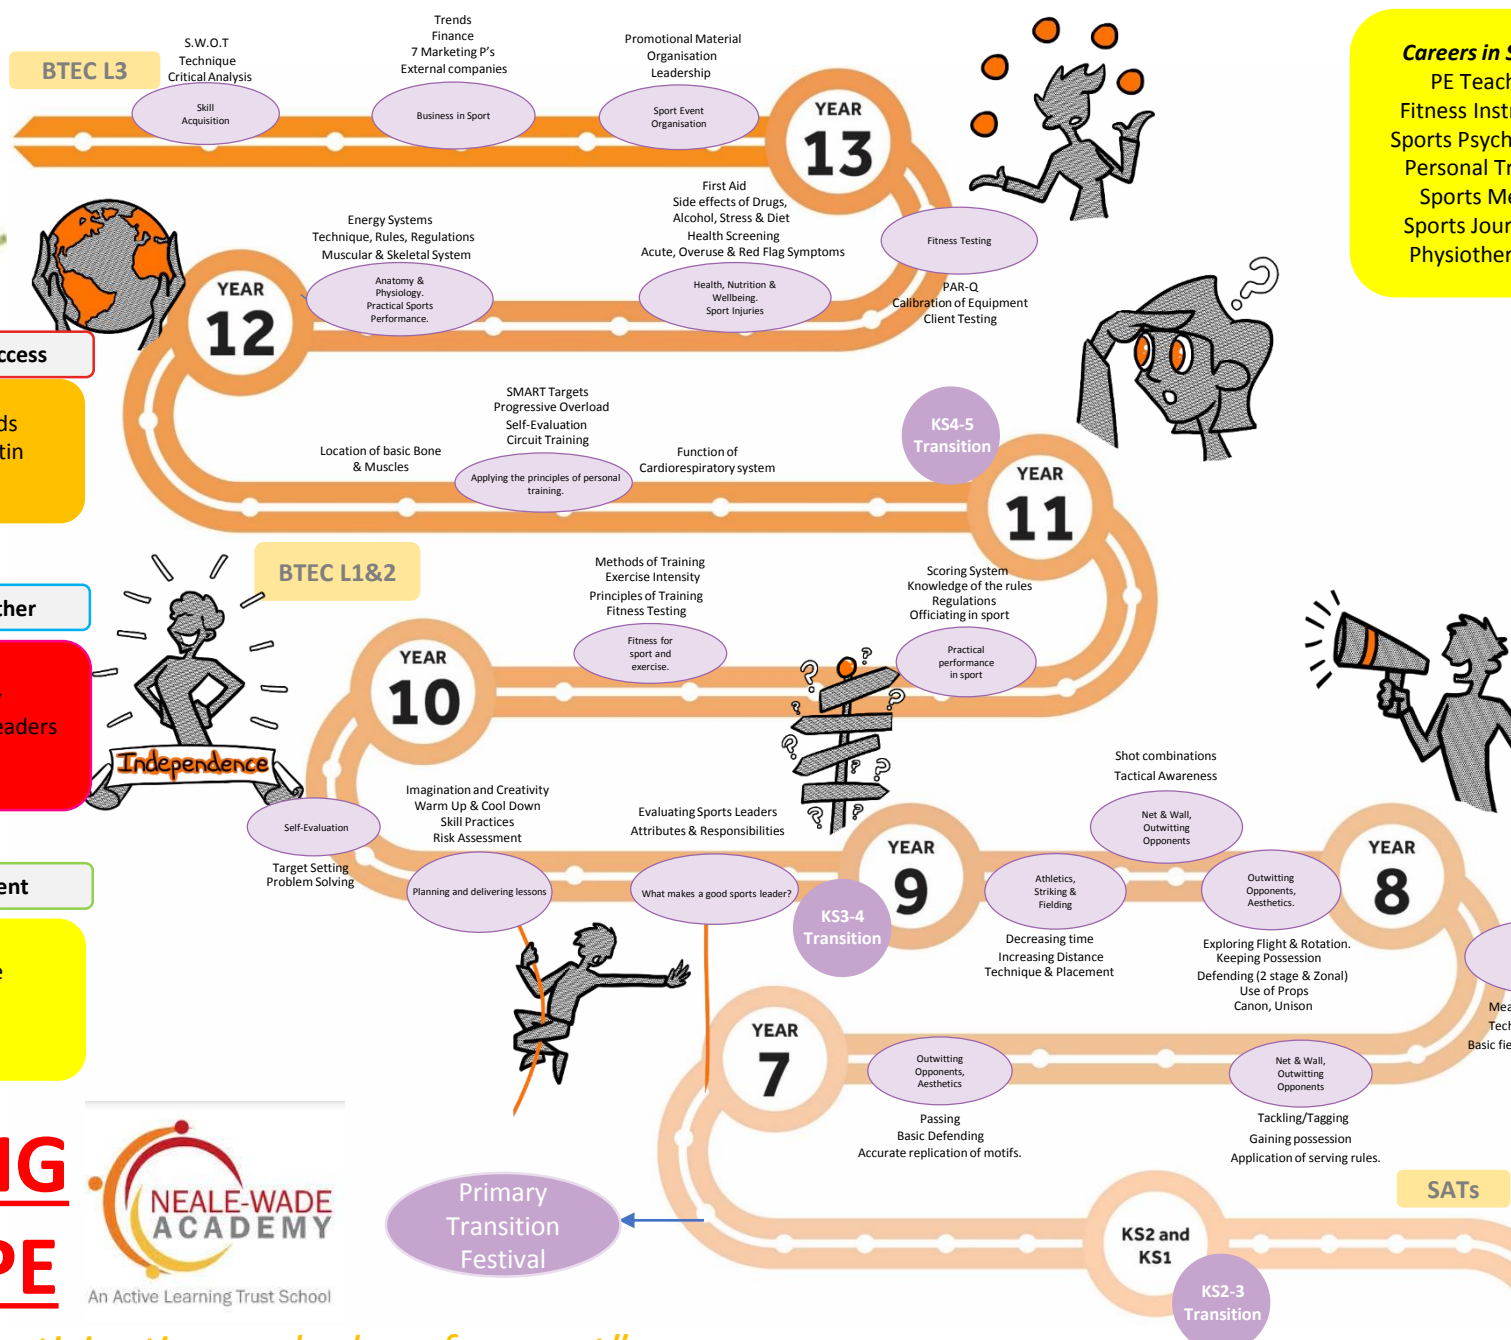 BTEC L3
S.W.O.T
Technique
Critical Analysis
Skill
Acquisition
Trends
Finance
7 Marketing P's
External companies
Business in Sport
Promotional Material
Organisation
Leadership
Sport Event
Organisation
YEAR
13
Careers in S
PE Teach
Fitness Instr
Sports Psych
Personal Tr
Sports Me
Sports Jour
Physiother
First Aid
Side effects of Drugs,
Alcohol, Stress & Diet
Health Screening
Acute, Overuse & Red Flag Symptoms
Health, Nutrition &
Wellbeing.
Sport Injuries
Fitness Testing
PAR-Q
Calibration of Equipment
Client Testing
Energy Systems
Technique, Rules, Regulations
Muscular & Skeletal System
Anatomy &
Physiology.
Practical Sports
Performance.
YEAR
12
ccess
ds
tin
SMART Targets
Progressive Overload
Self-Evaluation
Circuit Training
Location of basic Bone
& Muscles
Applying the principles of personal
training.
Function of
Cardiorespiratory system
KS4-5
Transition
YEAR
11
BTEC L1&2
Methods of Training
Exercise Intensity
Principles of Training
Fitness Testing
Fitness for
sport and
exercise.
Scoring System
Knowledge of the rules
Regulations
Officiating in sport
Practical
performance
in sport
YEAR
10
ther
eaders
Independence
Self-Evaluation
Target Setting
Problem Solving
Imagination and Creativity
Warm Up & Cool Down
Skill Practices
Risk Assessment
Planning and delivering lessons
Evaluating Sports Leaders
Attributes & Responsibilities
What makes a good sports leader?
KS3-4
Transition
YEAR
9
Shot combinations
Tactical Awareness
Net & Wall,
Outwitting
Opponents
Athletics,
Striking &
Fielding
Decreasing time
Increasing Distance
Technique & Placement
Outwitting
Opponents,
Aesthetics.
Exploring Flight & Rotation.
Keeping Possession
Defending (2 stage & Zonal)
Use of Props
Canon, Unison
YEAR
8
Mea
Tech
Basic fie
ent
e
YEAR
7
Outwitting
Opponents,
Aesthetics
Passing
Basic Defending
Accurate replication of motifs.
Net & Wall,
Outwitting
Opponents
Tackling/Tagging
Gaining possession
Application of serving rules.
SATs
KS2 and
KS1
KS2-3
Transition
Primary
Transition
Festival
NG
PE
NEALE-WADE
ACADEMY
An Active Learning Trust School